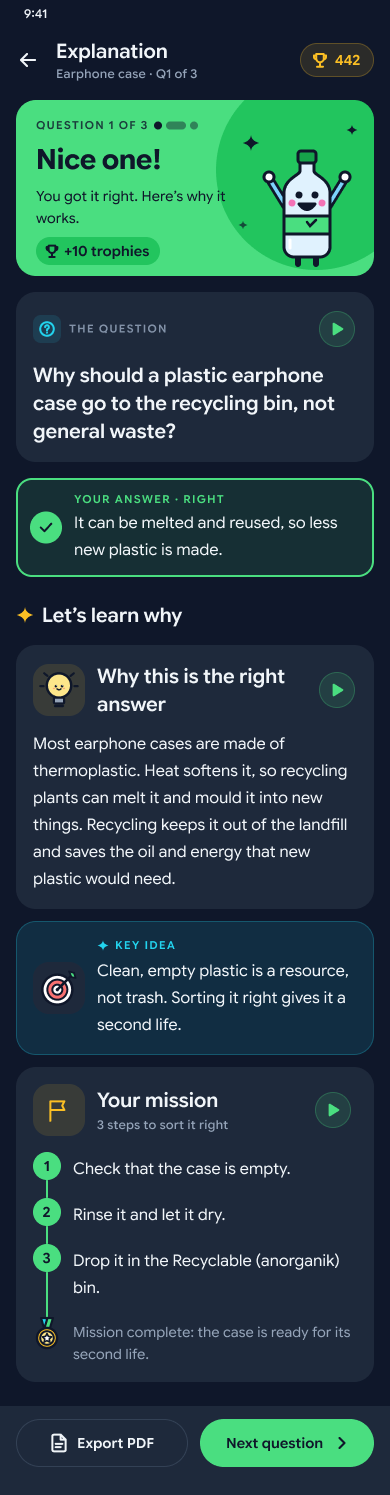 9:41
Explanation
Earphone case · Q1 of 3
442
QUESTION 1 OF 3
Nice one!
You got it right. Here’s why it
works.
+10 trophies
THE QUESTION
Why should a plastic earphone
case go to the recycling bin, not
general waste?
YOUR ANSWER · RIGHT
It can be melted and reused, so less
new plastic is made.
Let’s learn why
Why this is the right
answer
Most earphone cases are made of
thermoplastic. Heat softens it, so recycling
plants can melt it and mould it into new
things. Recycling keeps it out of the landfill
and saves the oil and energy that new
plastic would need.
KEY IDEA
Clean, empty plastic is a resource,
not trash. Sorting it right gives it a
second life.
Your mission
3 steps to sort it right
1 Check that the case is empty.
2 Rinse it and let it dry.
3 Drop it in the Recyclable (anorganik)
bin.
Mission complete: the case is ready for its
second life.
Export PDF
Next question